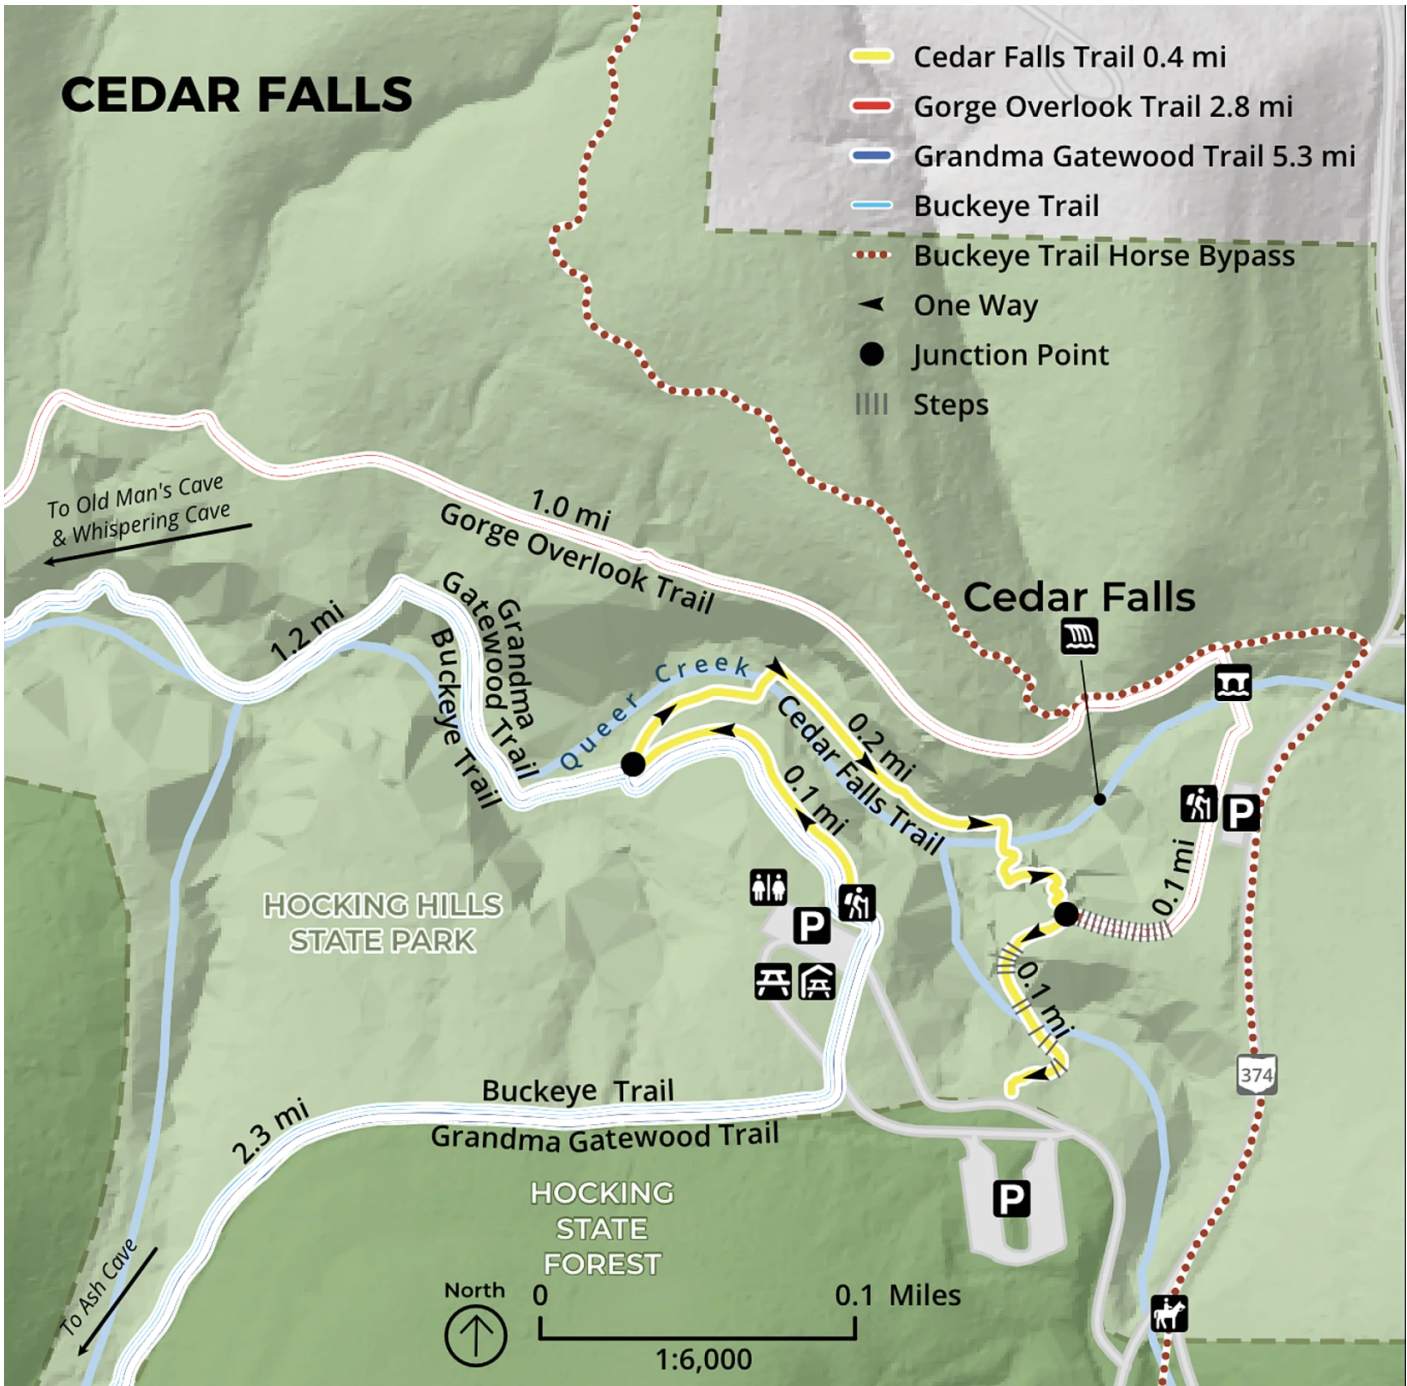 CEDAR FALLS
Cedar Falls Trail 0.4 mi
Gorge Overlook Trail 2.8 mi
Grandma Gatewood Trail 5.3 mi
Buckeye Trail
Buckeye Trail Horse Bypass
One Way
Junction Point
Steps
To Old Man's Cave
& Whispering Cave
1.0 mi
Gorge Overlook Trail
Cedar Falls
1.2 mi
Grandma
Gatewood Trail
Buckeye Trail
Queer Creek
0.2 mi
Cedar Falls Trail
0.1 mi
P
0.1 mi
HOCKING HILLS
STATE PARK
P
0.1 mi
374
Buckeye Trail
2.3 mi
Grandma Gatewood Trail
P
HOCKING
STATE
FOREST
To Ash Cave
North
0
0.1 Miles
1:6,000